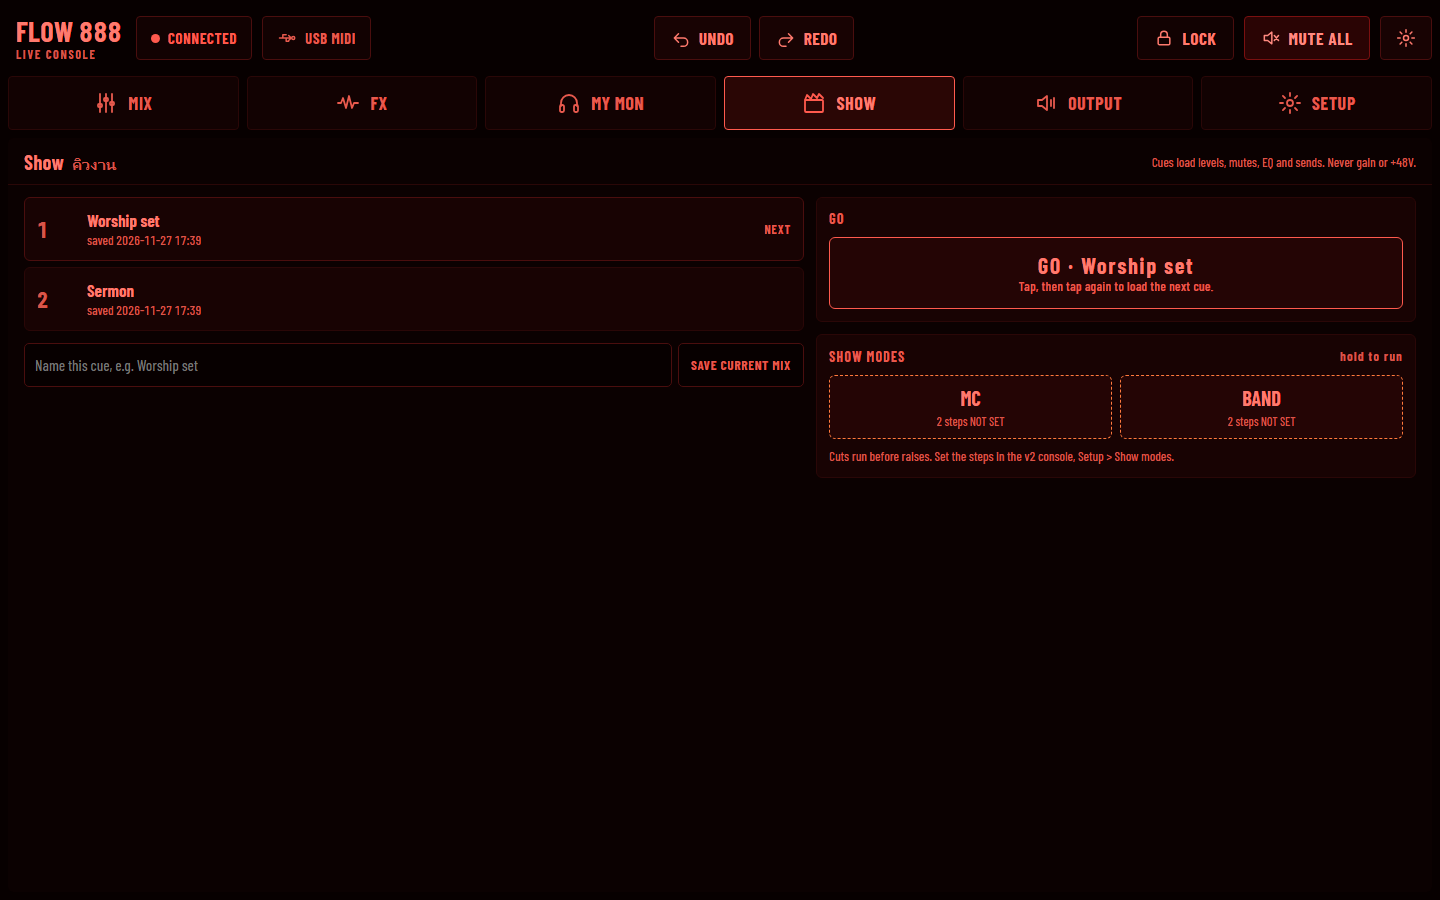 FLOW 888
LIVE CONSOLE
CONNECTED
USB MIDI
UNDO
REDO
LOCK
MUTE ALL
MIX
FX
MY MON
SHOW
OUTPUT
SETUP
Show คิวงาน
Cues load levels, mutes, EQ and sends. Never gain or +48V.
1
Worship set
saved 2026-11-27 17:39
NEXT
2
Sermon
saved 2026-11-27 17:39
Name this cue, e.g. Worship set
SAVE CURRENT MIX
GO
GO · Worship set
Tap, then tap again to load the next cue.
SHOW MODES
hold to run
MC
2 steps NOT SET
BAND
2 steps NOT SET
Cuts run before raises. Set the steps in the v2 console, Setup > Show modes.